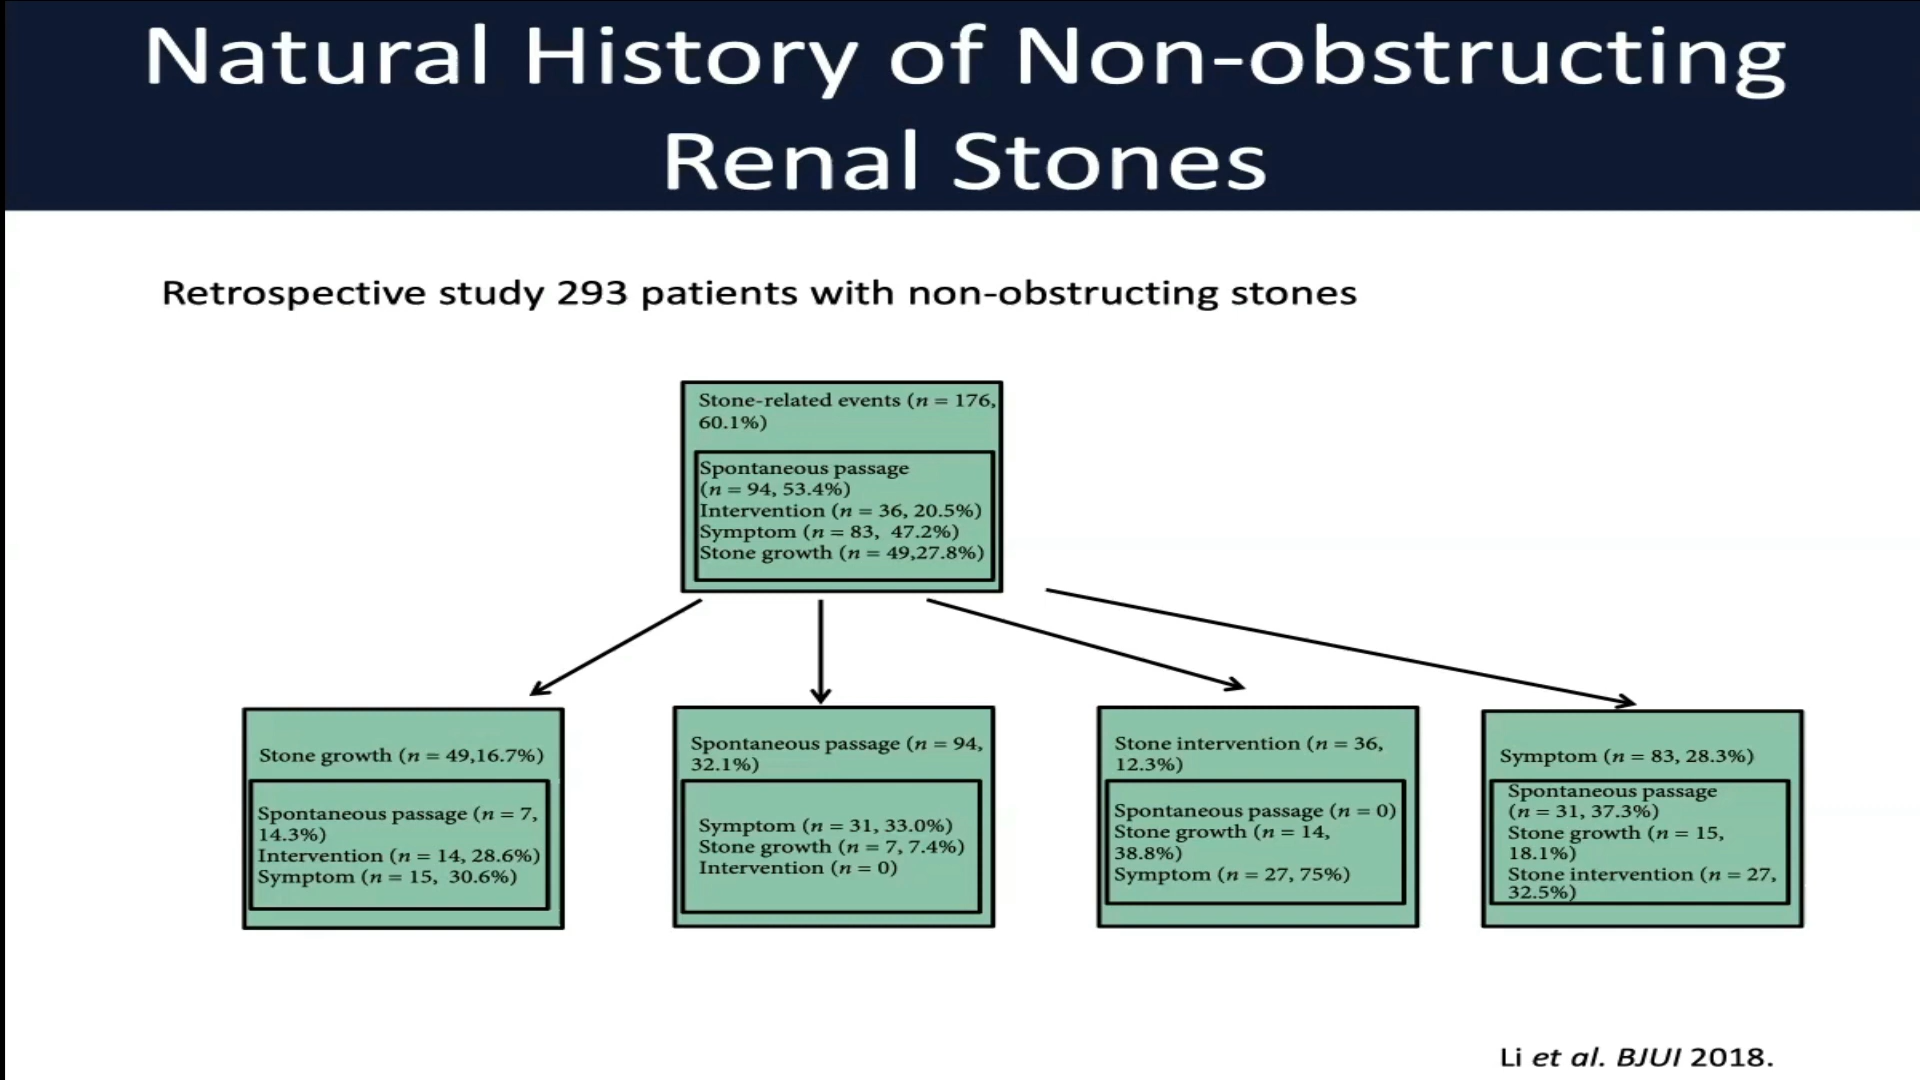 Natural History of Non-obstructing
Renal Stones
Retrospective study 293 patients with non-obstructing stones
Stone-related events (n = 176,
60.1%)
Spontaneous passage
(n = 94, 53.4%)
Intervention (n = 36, 20.5%)
Symptom (n = 83, 47.2%)
Stone growth (n = 49,27.8%)
Stone growth (n = 49,16.7%)
Spontaneous passage (n = 7,
14.3%)
Intervention (n = 14, 28.6%)
Symptom (n = 15, 30.6%)
Spontaneous passage (n = 94,
32.1%)
Symptom (n = 31, 33.0%)
Stone growth (n = 7, 7.4%)
Intervention (n = 0)
Stone intervention (n = 36,
12.3%)
Spontaneous passage (n = 0)
Stone growth (n = 14,
38.8%)
Symptom (n = 27, 75%)
Symptom (n = 83, 28.3%)
Spontaneous passage
(n = 31, 37.3%)
Stone growth (n = 15,
18.1%)
Stone intervention (n = 27,
32.5%)
Li et al. BJUI 2018.